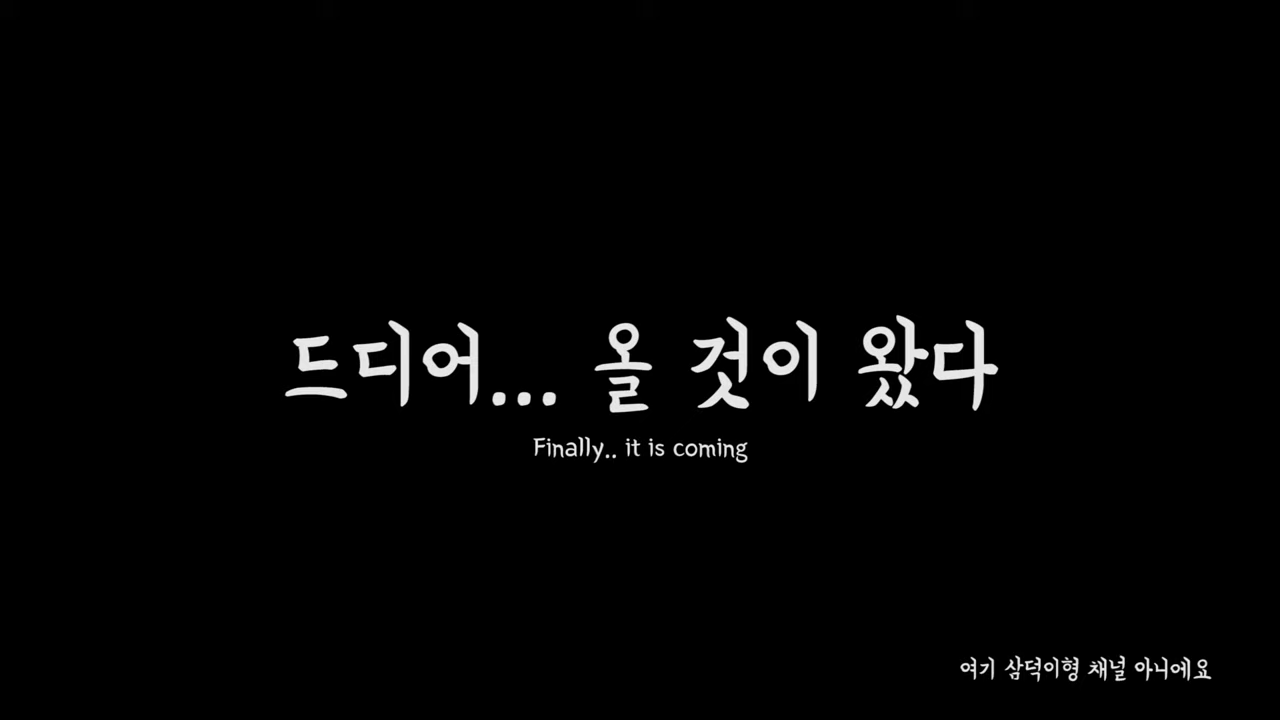 드디어... 올 것이 왔다
Finally.. it is coming
여기 삼덕이형 채널 아니에요